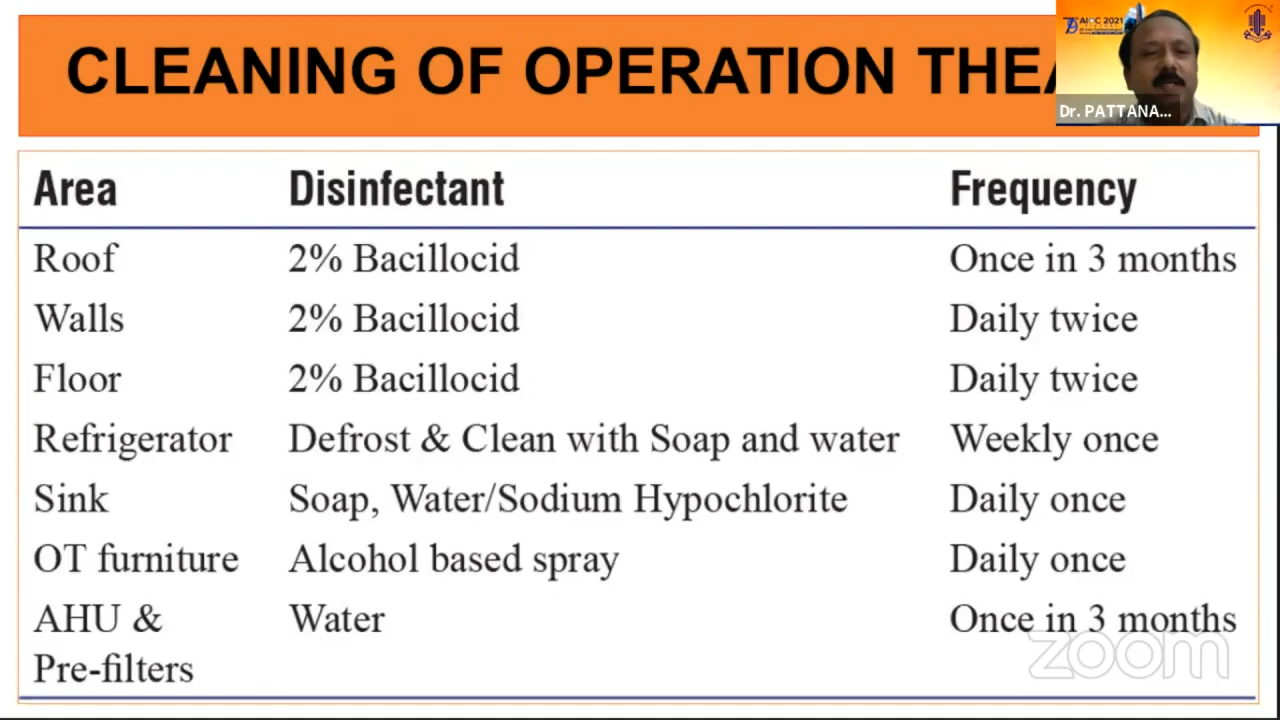 CLEANING OF OPERATION
AIOC 2021
Dr. PATTANA...
Area Disinfectant Frequency
Roof 2% Bacillocid Once in 3 months
Walls 2% Bacillocid Daily twice
Floor 2% Bacillocid Daily twice
Refrigerator Defrost & Clean with Soap and water Weekly once
Sink Soap, Water/Sodium Hypochlorite Daily once
OT furniture Alcohol based spray Daily once
AHU & Water Once in 3 months
Pre-filters
zoom